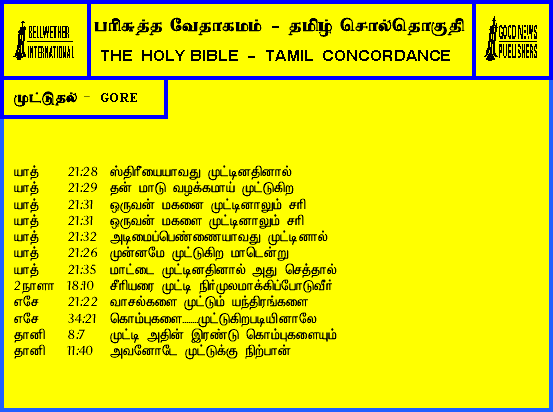 BELLWETHER INTERNATIONAL
பரிசுத்த வேதாகமம் - தமிழ் சொல்தொகுதி
THE HOLY BIBLE - TAMIL CONCORDANCE
GOOD NEWS PUBLISHERS
முட்டுதல் - GORE
யாத் 21:28 ஸ்திரீயையாவது முட்டினதினால்
யாத் 21:29 தன் மாடு வழக்கமாய் முட்டுகிற
யாத் 21:31 ஒருவன் மகனை முட்டினாலும் சரி
யாத் 21:31 ஒருவன் மகளை முட்டினாலும் சரி
யாத் 21:32 அடிமைப்பெண்ணையாவது முட்டினால்
யாத் 21:26 முன்னமே முட்டுகிற மாடென்று
யாத் 21:35 மாட்டை முட்டினதினால் அது செத்தால்
2நாளா 18:10 சீரியரை முட்டி நிர்முலமாக்கிப்போடுவீர்
எசே 21:22 வாசல்களை முட்டும் யந்திரங்களை
எசே 34:21 கொம்புகளை.......முட்டுகிறபடியினாலே
தானி 8:7 முட்டி அதின் இரண்டு கொம்புகளையும்
தானி 11:40 அவனோடே முட்டுக்கு நிற்பான்